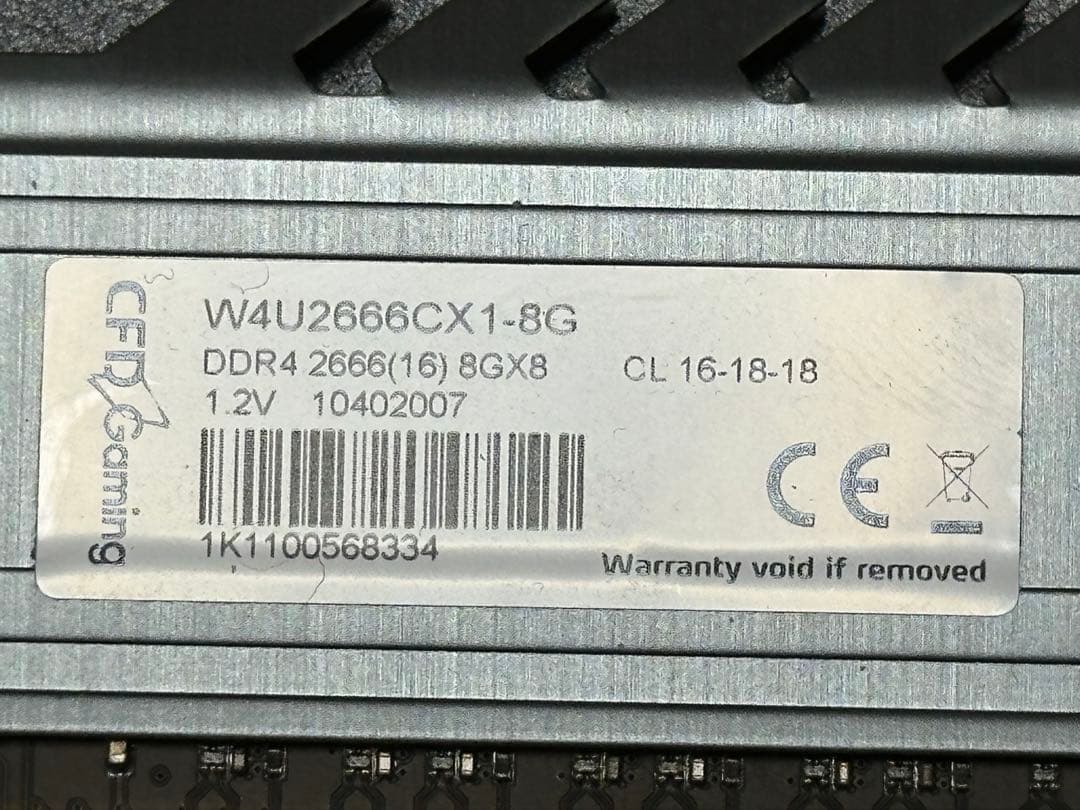 CFD Gaming
W4U2666CX1-8G
DDR4 2666(16) 8GX8 CL 16-18-18
1.2V 10402007
1K1100568334
CE
Warranty void if removed